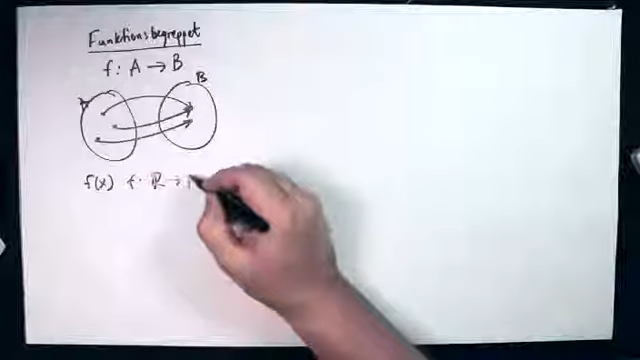 Funktionsbegreppet
f: A → B
B
f(x) f: ℝ →